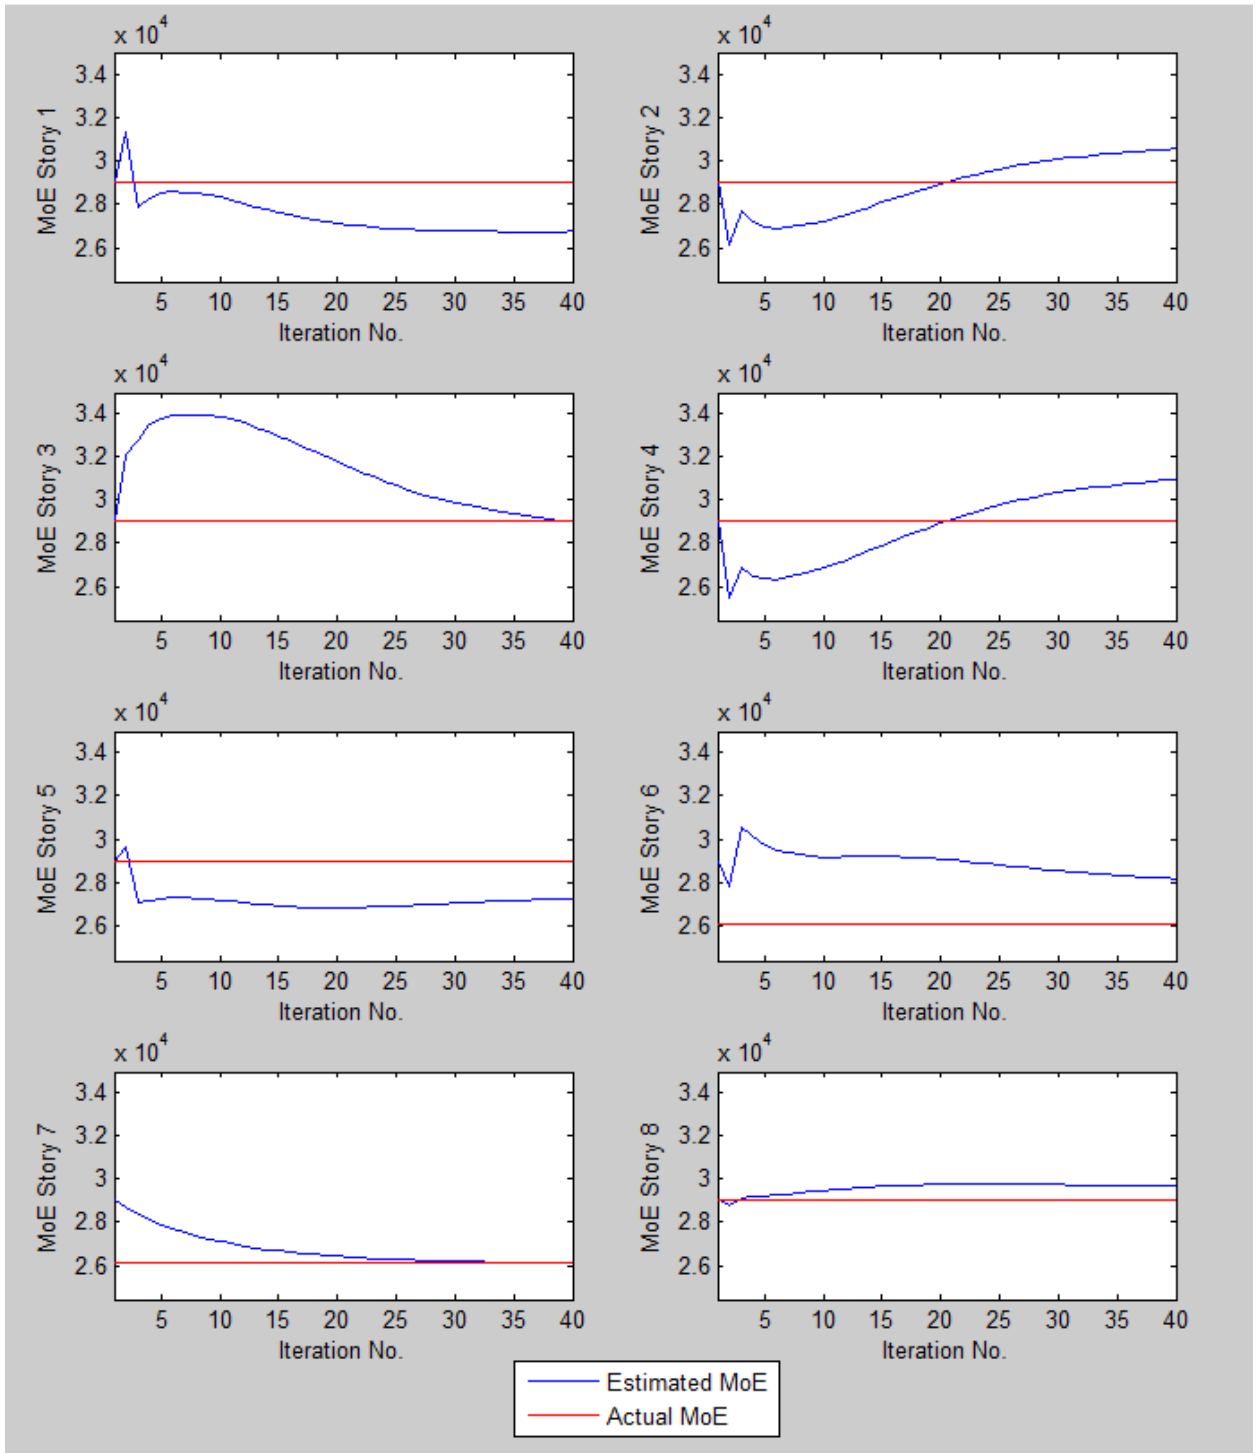 x 10^4
3.4
3.2
3
2.8
2.6
MoE Story 1
5 10 15 20 25 30 35 40
Iteration No.
x 10^4
3.4
3.2
3
2.8
2.6
MoE Story 2
5 10 15 20 25 30 35 40
Iteration No.
x 10^4
3.4
3.2
3
2.8
2.6
MoE Story 3
5 10 15 20 25 30 35 40
Iteration No.
x 10^4
3.4
3.2
3
2.8
2.6
MoE Story 4
5 10 15 20 25 30 35 40
Iteration No.
x 10^4
3.4
3.2
3
2.8
2.6
MoE Story 5
5 10 15 20 25 30 35 40
Iteration No.
x 10^4
3.4
3.2
3
2.8
2.6
MoE Story 6
5 10 15 20 25 30 35 40
Iteration No.
x 10^4
3.4
3.2
3
2.8
2.6
MoE Story 7
5 10 15 20 25 30 35 40
Iteration No.
x 10^4
3.4
3.2
3
2.8
2.6
MoE Story 8
5 10 15 20 25 30 35 40
Iteration No.
Estimated MoE
Actual MoE